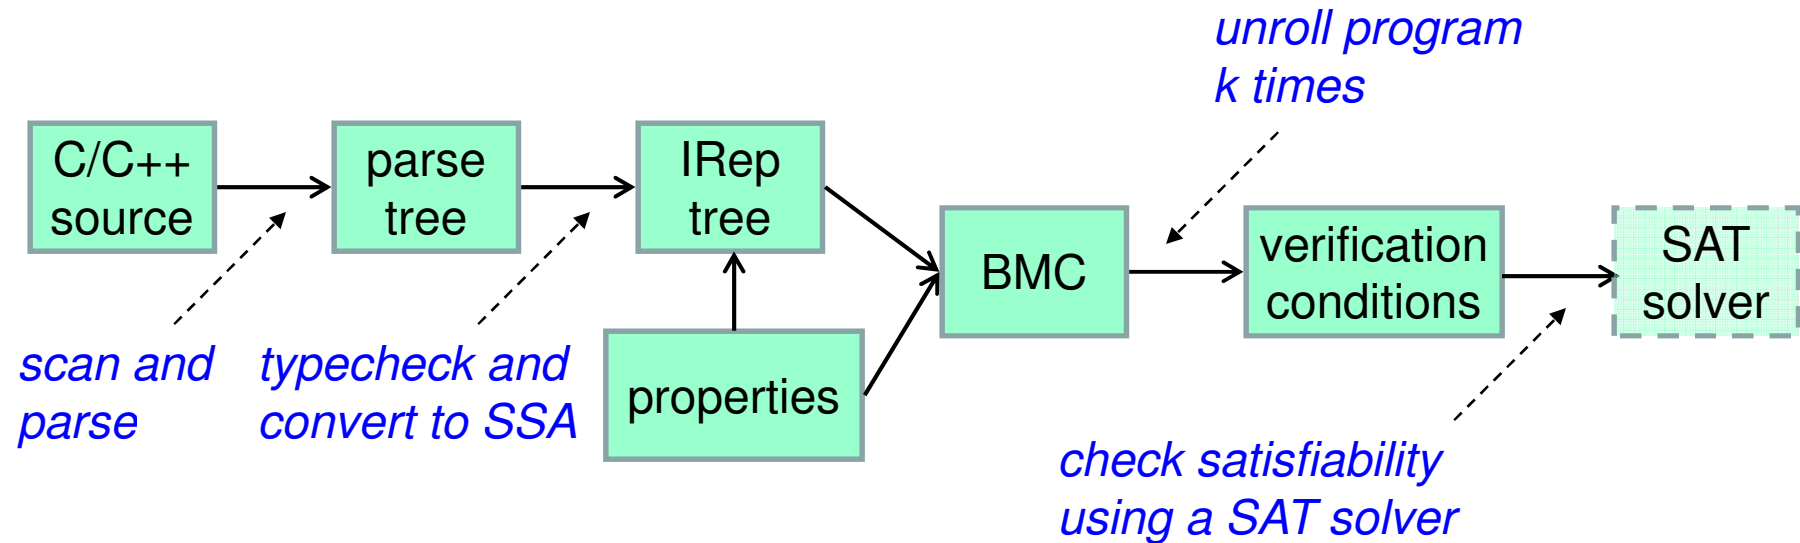 unroll program
k times
C/C++
source
parse
tree
IRep
tree
BMC
verification
conditions
SAT
solver
properties
scan and
parse
typecheck and
convert to SSA
check satisfiability
using a SAT solver